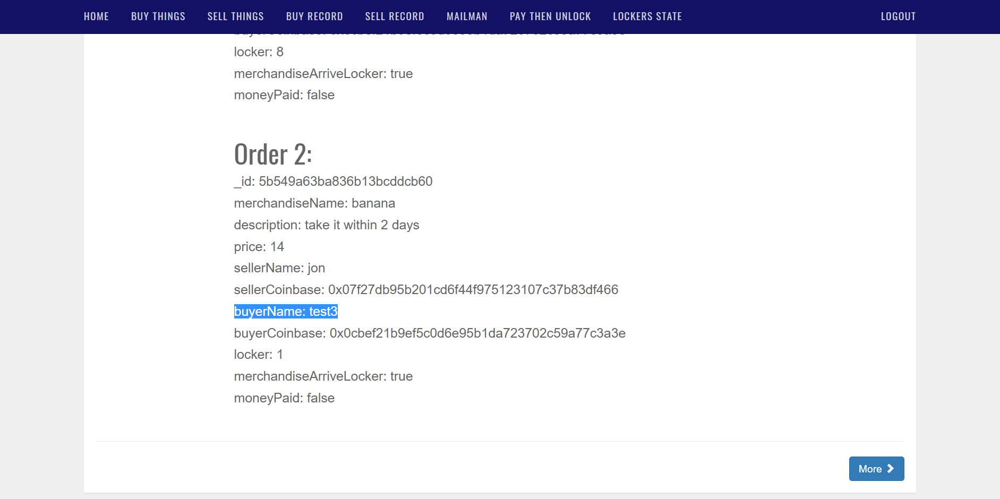 HOME BUY THINGS SELL THINGS BUY RECORD SELL RECORD MAILMAN PAY THEN UNLOCK LOCKERS STATE LOGOUT
locker: 8
merchandiseArriveLocker: true
moneyPaid: false
Order 2:
_id: 5b549a63ba836b13bcddcb60
merchandiseName: banana
description: take it within 2 days
price: 14
sellerName: jon
sellerCoinbase: 0x07f27db95b201cd6f44f975123107c37b83df466
buyerName: test3
buyerCoinbase: 0x0cbef21b9ef5c0d6e95b1da723702c59a77c3a3e
locker: 1
merchandiseArriveLocker: true
moneyPaid: false
More